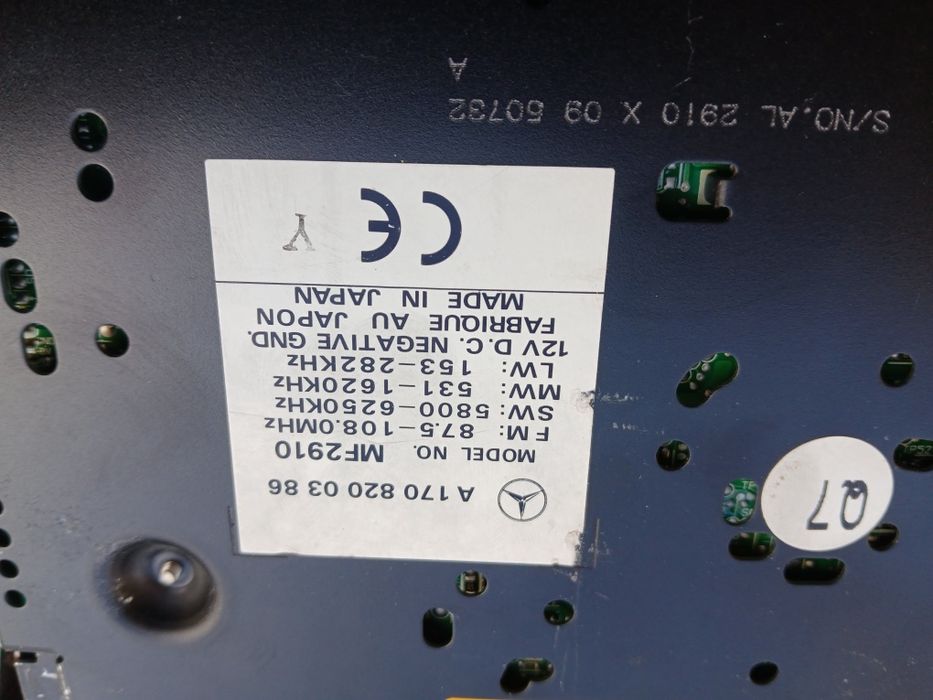 A 170 820 03 86
MODEL NO. MF2910
FM: 87.5-108.0MHz
SW: 5800-6250KHz
MW: 531-1620KHz
LW: 153-282KHz
12V D.C. NEGATIVE GND.
FABRIQUE AU JAPON
MADE IN JAPAN
CE Y
S/NO.AL 2910 X 09 50732
A
Q7